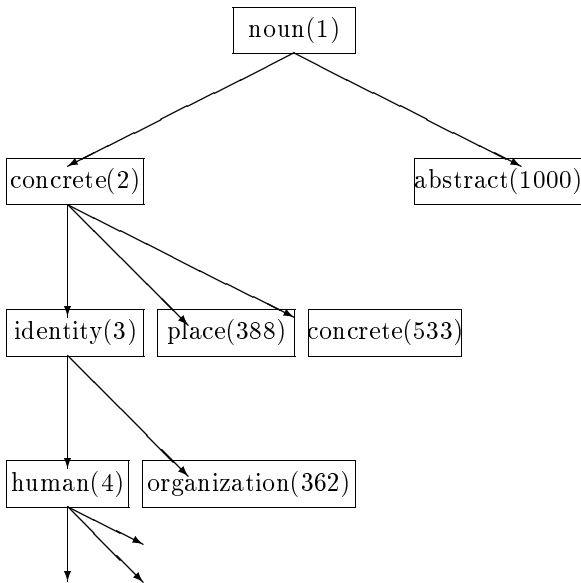 noun(1)
concrete(2)
abstract(1000)
identity(3)
place(388)
concrete(533)
human(4)
organization(362)